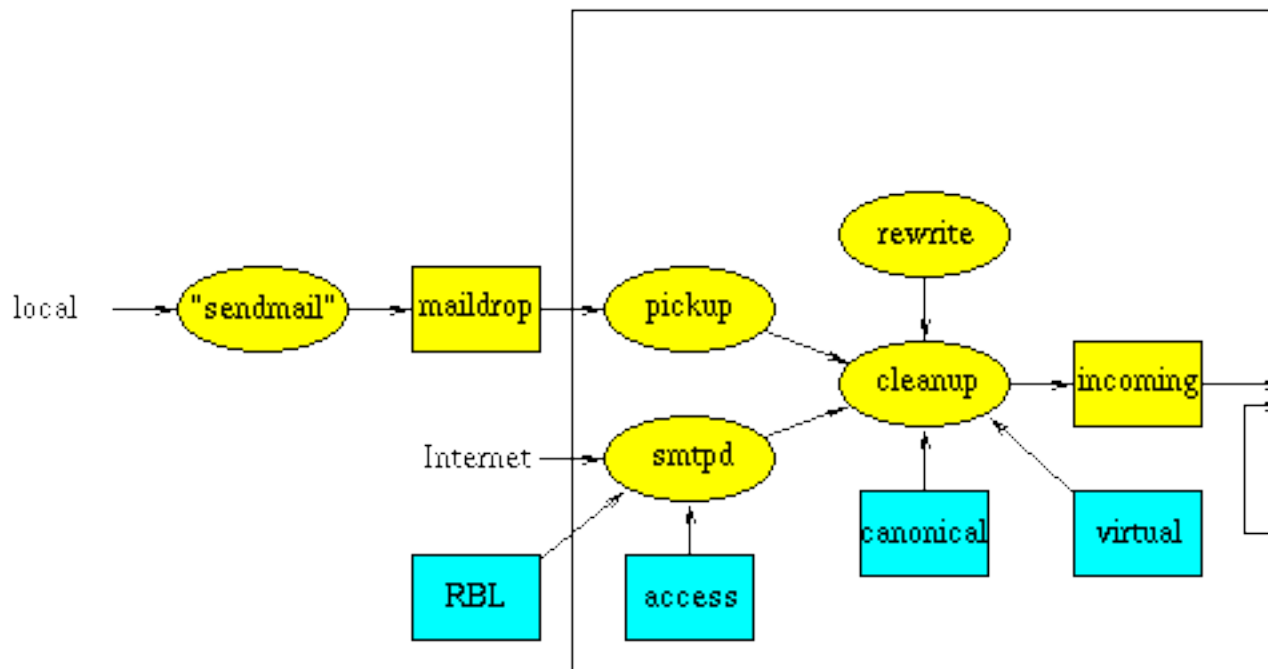 rewrite
local
"sendmail"
maildrop
pickup
cleanup
incoming
Internet
smtpd
canonical
virtual
RBL
access